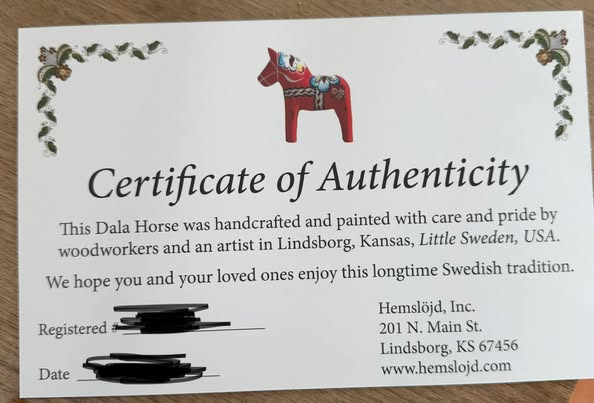 Certificate of Authenticity
This Dala Horse was handcrafted and painted with care and pride by
woodworkers and an artist in Lindsborg, Kansas, Little Sweden, USA.
We hope you and your loved ones enjoy this longtime Swedish tradition.
Registered #
Date
Hemslöjd, Inc.
201 N. Main St.
Lindsborg, KS 67456
www.hemslojd.com